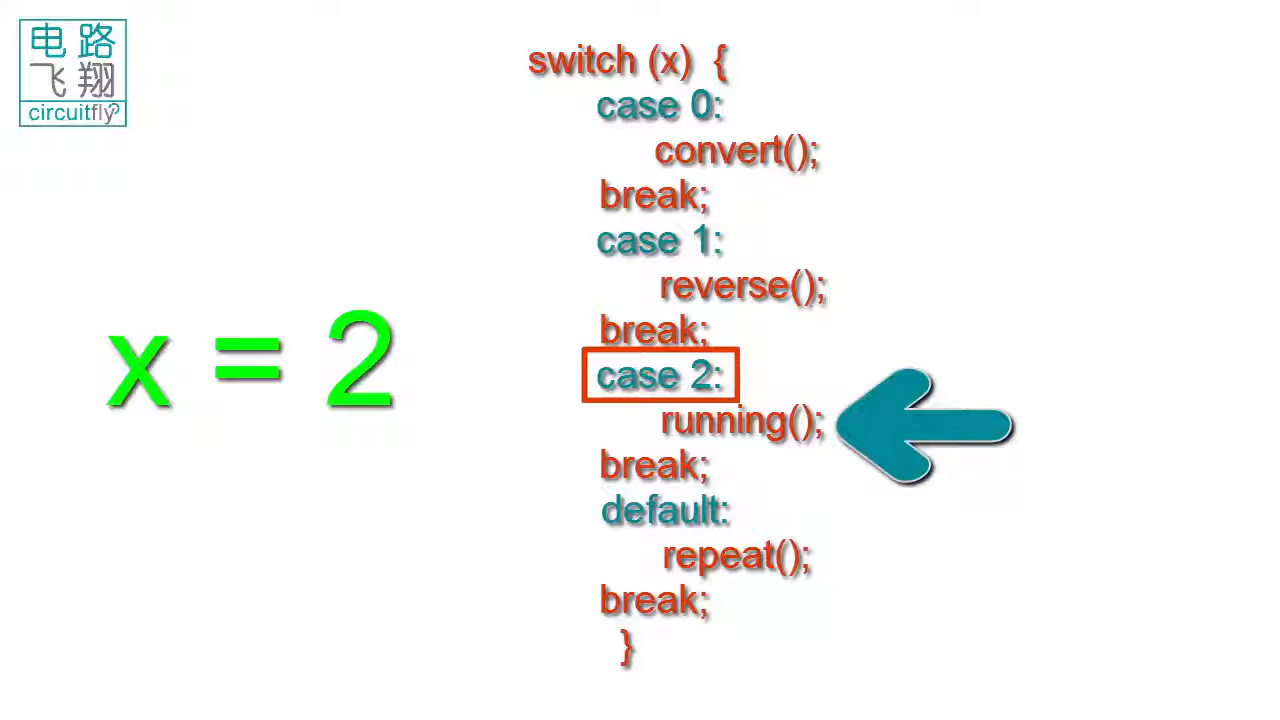 电路
飞翔
circuitfly
switch (x) {
case 0:
convert();
break;
case 1:
reverse();
break;
x = 2
case 2:
running();
break;
default:
repeat();
break;
}